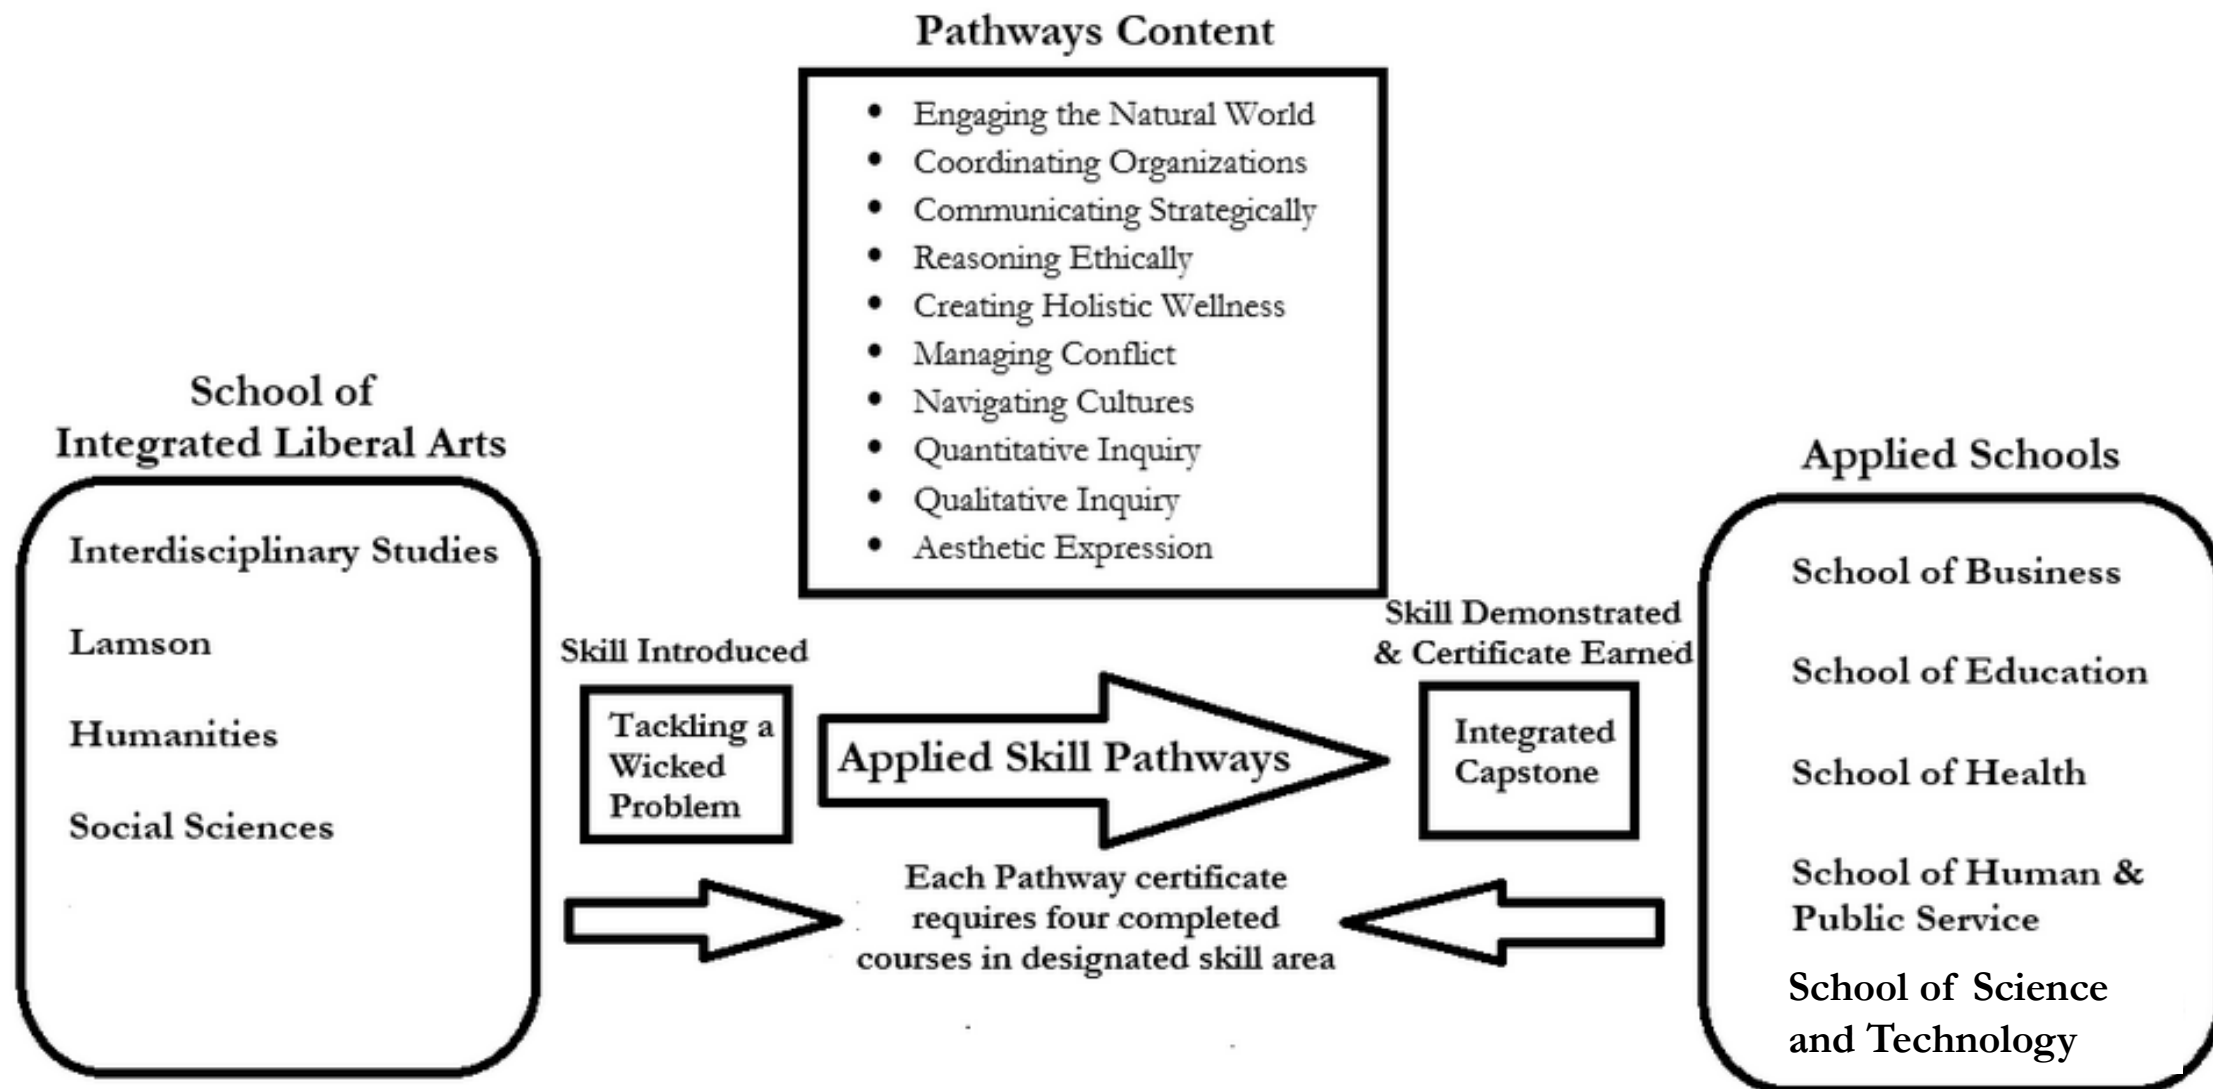 Pathways Content
• Engaging the Natural World
• Coordinating Organizations
• Communicating Strategically
• Reasoning Ethically
• Creating Holistic Wellness
• Managing Conflict
• Navigating Cultures
• Quantitative Inquiry
• Qualitative Inquiry
• Aesthetic Expression
School of
Integrated Liberal Arts
Interdisciplinary Studies
Lamson
Humanities
Social Sciences
Skill Introduced
Tackling a
Wicked
Problem
Applied Skill Pathways
Each Pathway certificate
requires four completed
courses in designated skill area
Skill Demonstrated
& Certificate Earned
Integrated
Capstone
Applied Schools
School of Business
School of Education
School of Health
School of Human &
Public Service
School of Science
and Technology